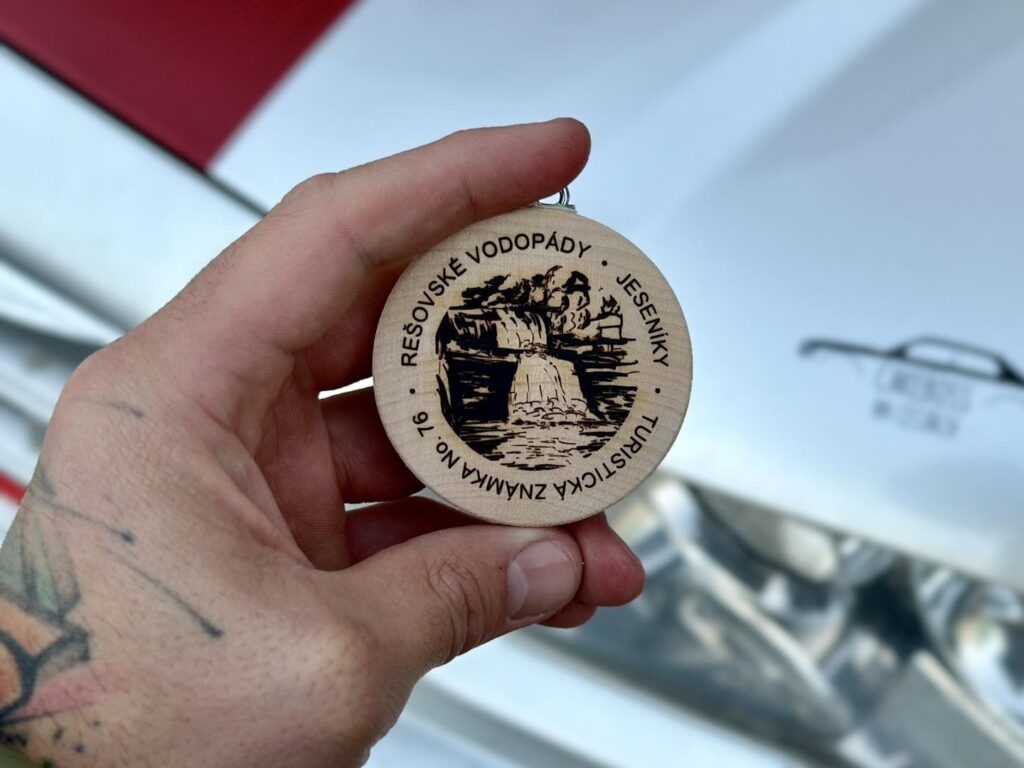 REŠOVSKÉ VODOPÁDY • JESENÍKY • TURISTICKÁ ZNÁMKA No. 76 •